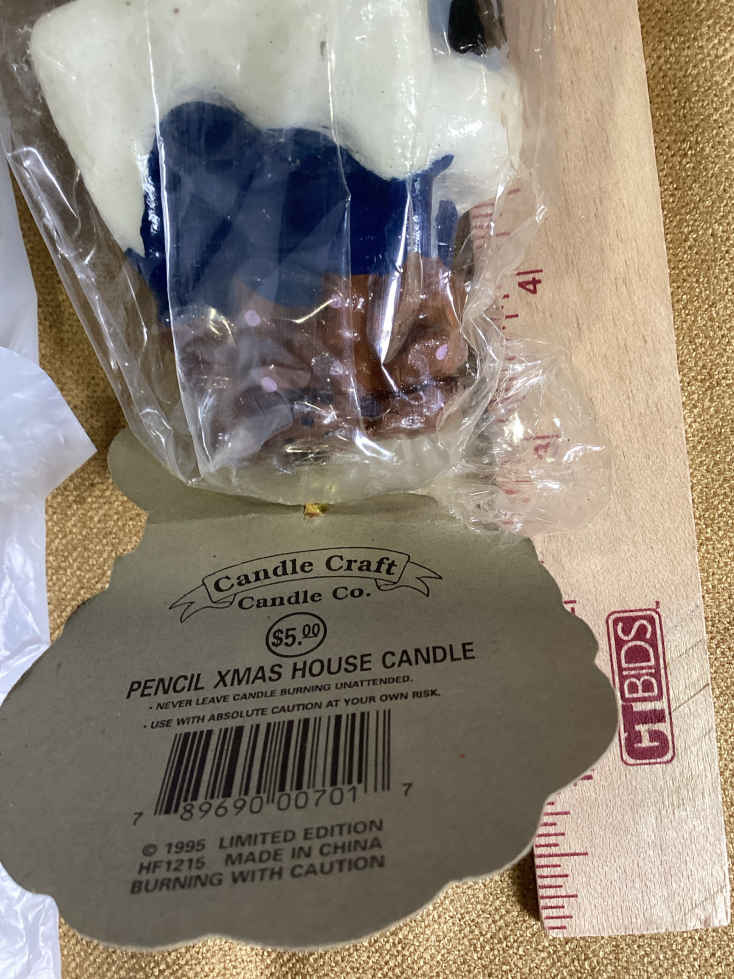 4
3
CTBIDS
Candle Craft
Candle Co.
$5.00
PENCIL XMAS HOUSE CANDLE
- NEVER LEAVE CANDLE BURNING UNATTENDED.
- USE WITH ABSOLUTE CAUTION AT YOUR OWN RISK.
7 89690 00701 7
© 1995 LIMITED EDITION
HF1215 MADE IN CHINA
BURNING WITH CAUTION